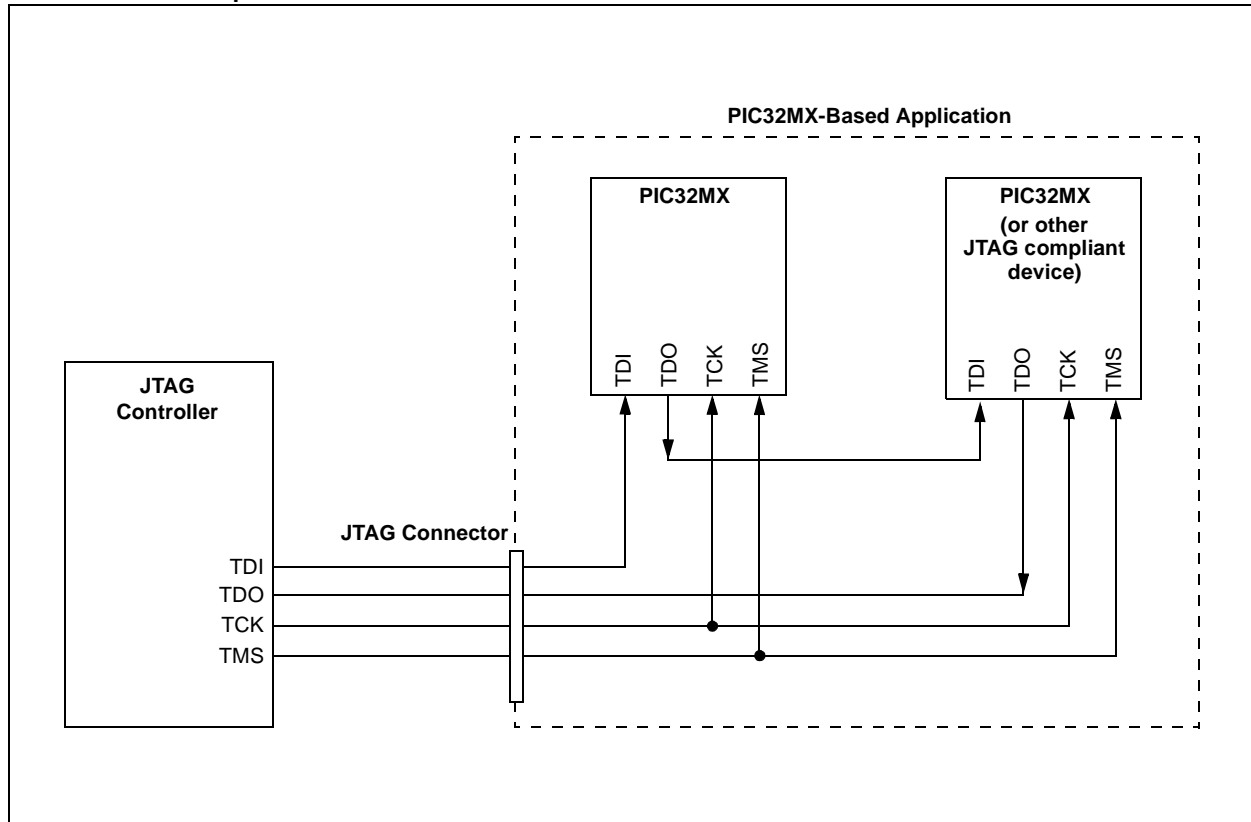 PIC32MX-Based Application
PIC32MX
TDI
TDO
TCK
TMS
PIC32MX
(or other
JTAG compliant
device)
TDI
TDO
TCK
TMS
JTAG
Controller
JTAG Connector
TDI
TDO
TCK
TMS